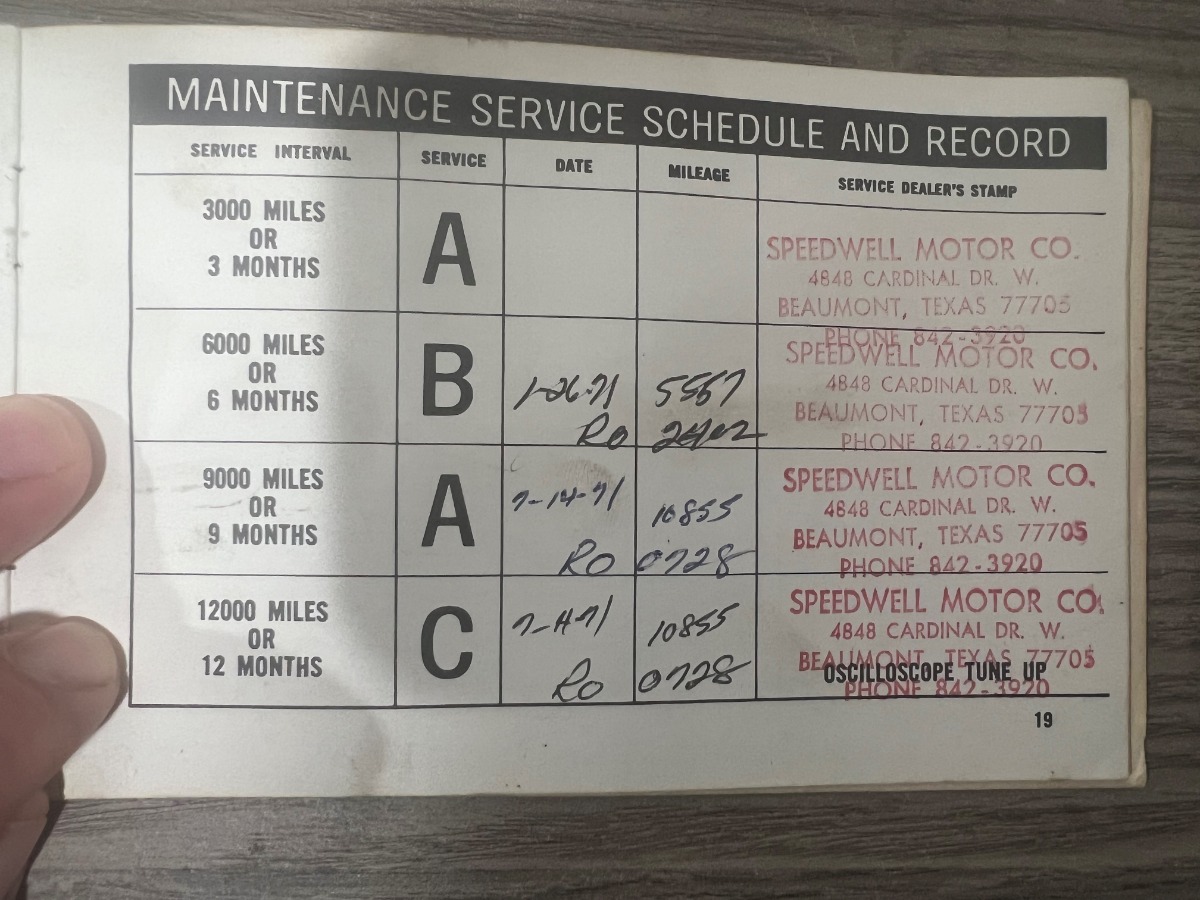 MAINTENANCE SERVICE SCHEDULE AND RECORD
SERVICE INTERVAL SERVICE DATE MILEAGE SERVICE DEALER'S STAMP
3000 MILES
OR
3 MONTHS
A
SPEEDWELL MOTOR CO.
4848 CARDINAL DR. W.
BEAUMONT, TEXAS 77705
PHONE 842-3920
6000 MILES
OR
6 MONTHS
B
1-26-71 5567
RO 2402
SPEEDWELL MOTOR CO.
4848 CARDINAL DR. W.
BEAUMONT, TEXAS 77705
PHONE 842-3920
9000 MILES
OR
9 MONTHS
A
7-14-71 10855
RO 0728
SPEEDWELL MOTOR CO.
4848 CARDINAL DR. W.
BEAUMONT, TEXAS 77705
PHONE 842-3920
12000 MILES
OR
12 MONTHS
C
10855
RO 0728
SPEEDWELL MOTOR CO.
4848 CARDINAL DR. W.
BEAUMONT, TEXAS 77705
OSCILLOSCOPE TUNE UP
PHONE 842-3920
19